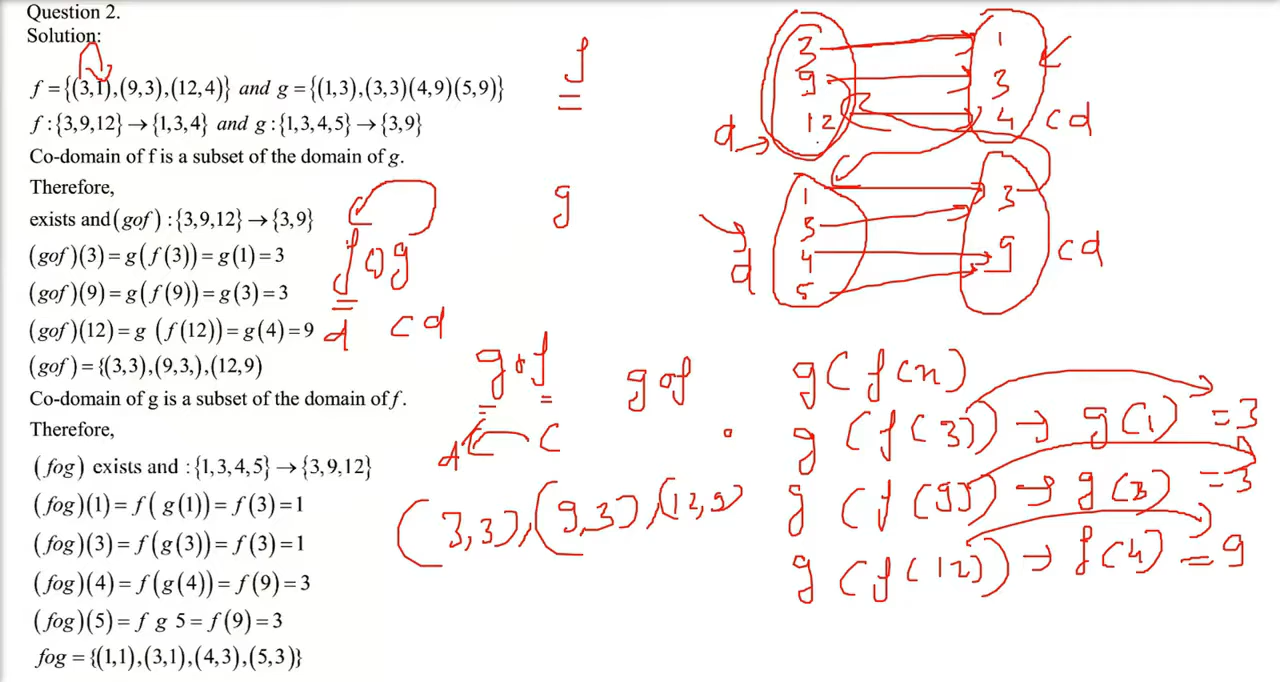 Question 2.
Solution:
f = {(3,1),(9,3),(12,4)} and g = {(1,3),(3,3)(4,9)(5,9)}
f :{3,9,12} → {1,3,4} and g :{1,3,4,5} → {3,9}
Co-domain of f is a subset of the domain of g.
Therefore,
exists and (gof) :{3,9,12} → {3,9}
(gof)(3) = g(f(3)) = g(1) = 3
(gof)(9) = g(f(9)) = g(3) = 3
(gof)(12) = g (f(12)) = g(4) = 9
(gof) = {(3,3),(9,3,),(12,9)
Co-domain of g is a subset of the domain of f.
Therefore,
(fog) exists and :{1,3,4,5} → {3,9,12}
(fog)(1) = f( g(1)) = f(3) = 1
(fog)(3) = f(g(3)) = f(3) = 1
(fog)(4) = f(g(4)) = f(9) = 3
(fog)(5) = f g 5 = f(9) = 3
fog = {(1,1),(3,1),(4,3),(5,3)}
f
g
fog
d cd
gof
d c
gof
(3,3),(9,3),(12,9)
3 1
9 3
12 4
d cd
1 3
3
4 9
5
d cd
g(f(x)
g(f(3)) → g(1) = 3
g(f(9)) → g(3) = 3
g(f(12)) → f(4) = 9